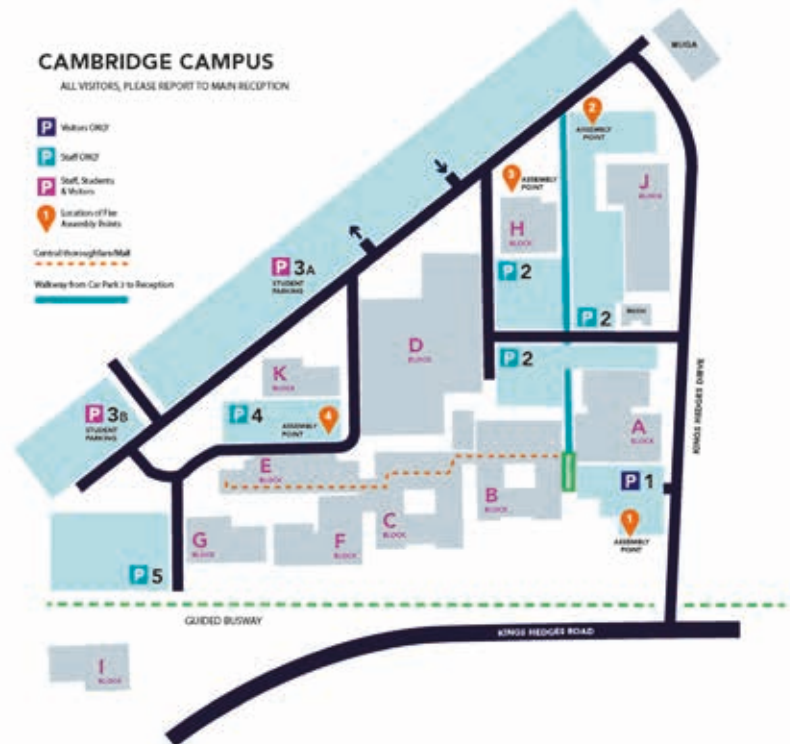 CAMBRIDGE CAMPUS
ALL VISITORS, PLEASE REPORT TO MAIN RECEPTION
P Visitors ONLY
P Staff ONLY
P Staff, Students
& Visitors
1 Location of Fire
Assembly Points
Central thoroughfare/Mall
Walkway from Car Park 2 to Reception
MUGA
2
ASSEMBLY
POINT
3
ASSEMBLY
POINT
J
BLOCK
H
BLOCK
P 2
P 2
P 3A
STUDENT
PARKING
D
BLOCK
P 2
K
BLOCK
KINGS HEDGES DRIVE
P 3B
STUDENT
PARKING
P 4
4
ASSEMBLY
POINT
A
BLOCK
E
BLOCK
P 1
B
BLOCK
C
BLOCK
1
ASSEMBLY
POINT
G
BLOCK
F
BLOCK
P 5
GUIDED BUSWAY
KINGS HEDGES ROAD
I
BLOCK